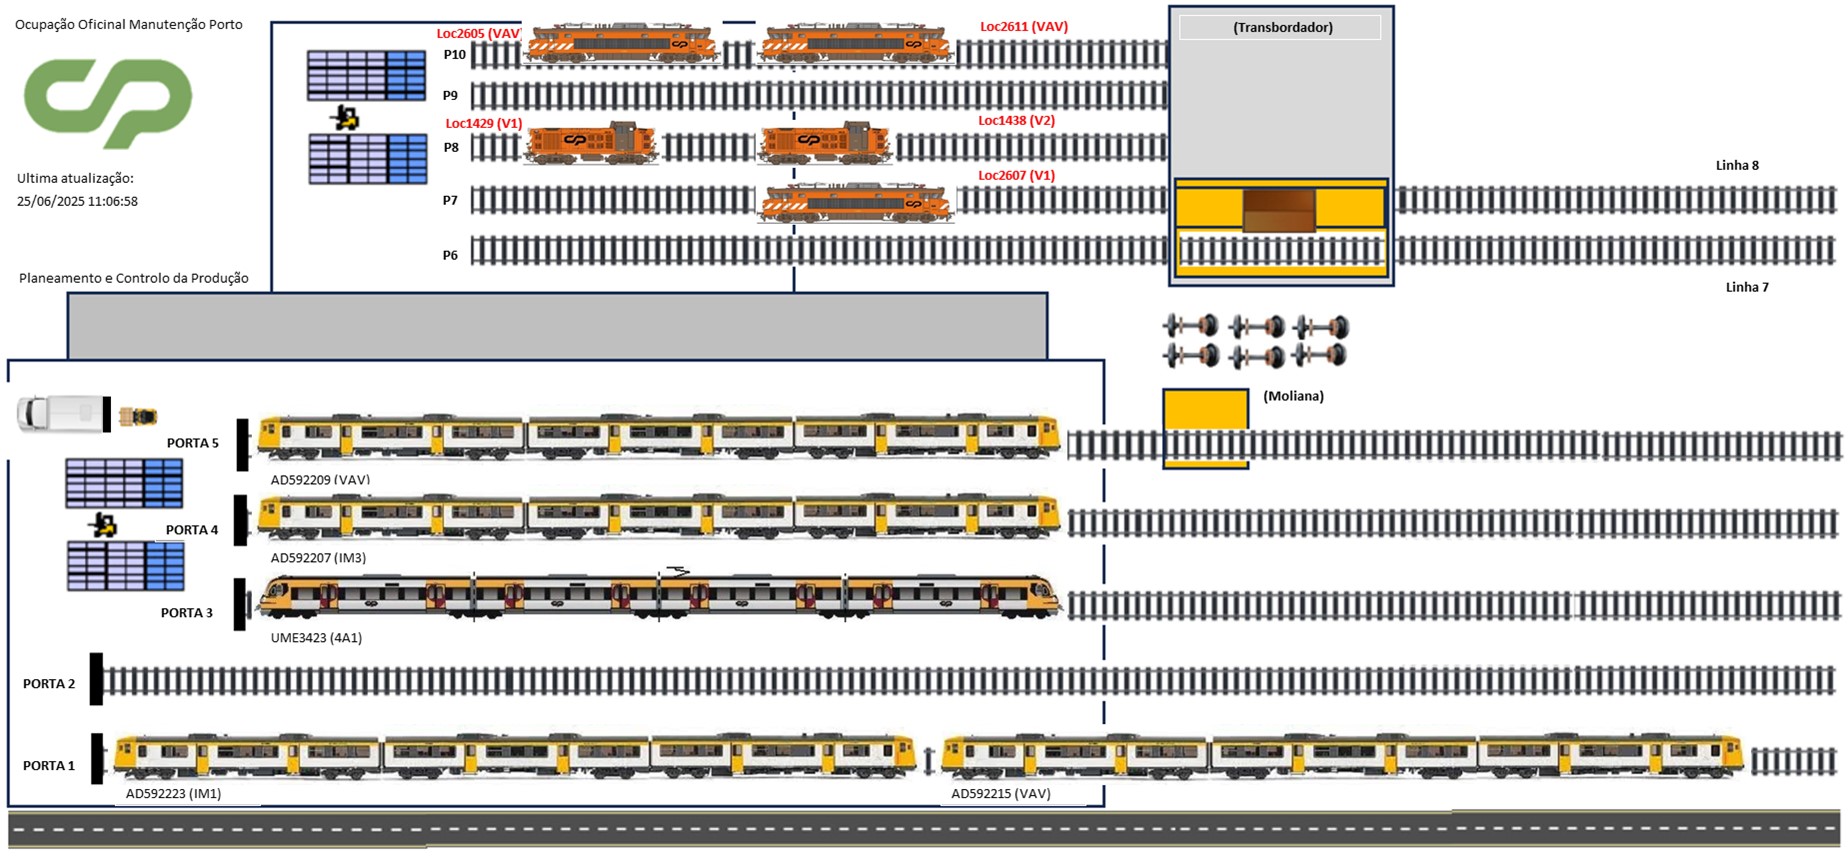 Ocupação Oficinal Manutenção Porto
Loc2605 (VAV)
Loc2611 (VAV)
(Transbordador)
P10
P9
Loc1429 (V1)
Loc1438 (V2)
P8
Linha 8
Ultima atualização:
25/06/2025 11:06:58
Loc2607 (V1)
P7
P6
Planeamento e Controlo da Produção
Linha 7
(Moliana)
PORTA 5
AD592209 (VAV)
PORTA 4
AD592207 (IM3)
PORTA 3
UME3423 (4A1)
PORTA 2
PORTA 1
AD592223 (IM1)
AD592215 (VAV)